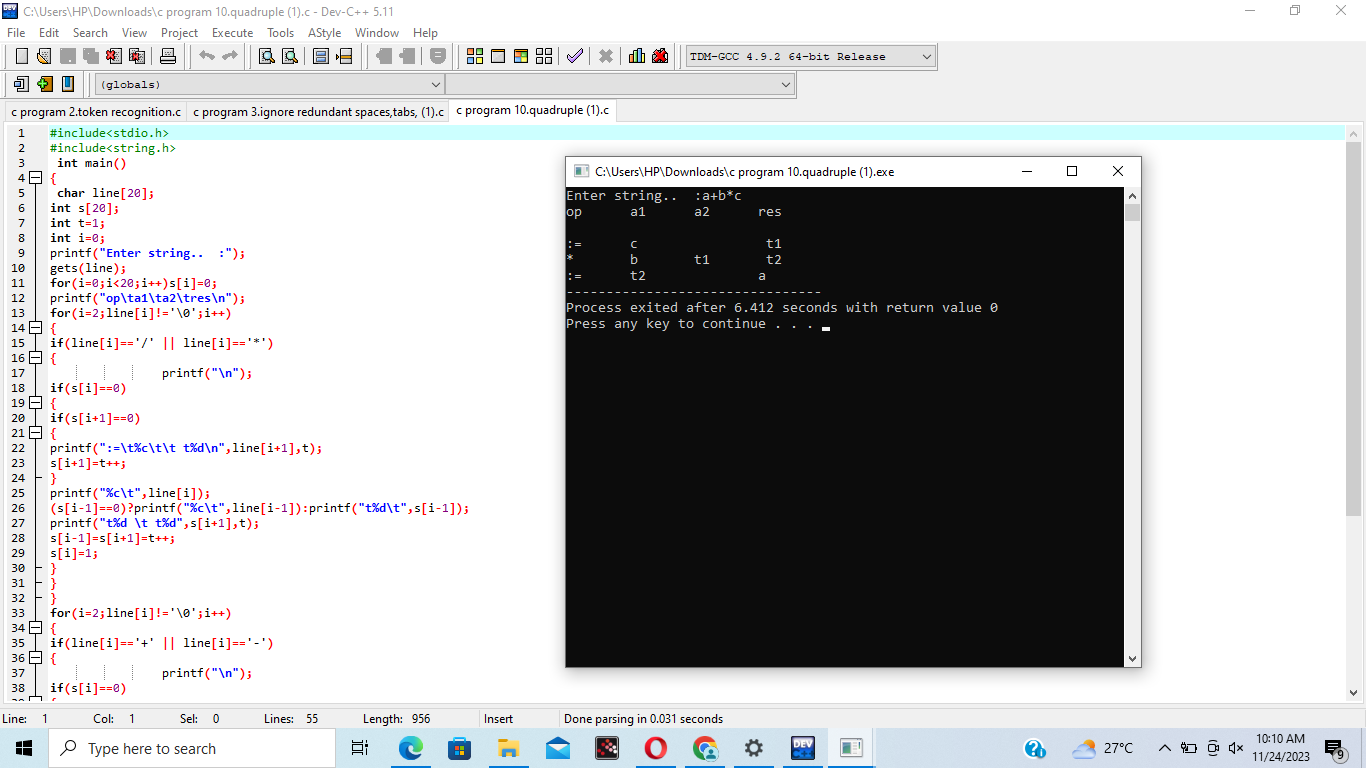 C:\Users\HP\Downloads\c program 10.quadruple (1).c - Dev-C++ 5.11
File Edit Search View Project Execute Tools AStyle Window Help
TDM-GCC 4.9.2 64-bit Release
(globals)
c program 2.token recognition.c c program 3.ignore redundant spaces,tabs, (1).c c program 10.quadruple (1).c
1 #include<stdio.h>
2 #include<string.h>
3 int main()
4 {
5 char line[20];
6 int s[20];
7 int t=1;
8 int i=0;
9 printf("Enter string..  :");
10 gets(line);
11 for(i=0;i<20;i++)s[i]=0;
12 printf("op\ta1\ta2\tres\n");
13 for(i=2;line[i]!='\0';i++)
14 {
15 if(line[i]=='/' || line[i]=='*')
16 {
17 printf("\n");
18 if(s[i]==0)
19 {
20 if(s[i+1]==0)
21 {
22 printf(":=\t%c\t\t t%d\n",line[i+1],t);
23 s[i+1]=t++;
24 }
25 printf("%c\t",line[i]);
26 (s[i-1]==0)?printf("%c\t",line[i-1]):printf("t%d\t",s[i-1]);
27 printf("t%d \t t%d",s[i+1],t);
28 s[i-1]=s[i+1]=t++;
29 s[i]=1;
30 }
31 }
32 }
33 for(i=2;line[i]!='\0';i++)
34 {
35 if(line[i]=='+' || line[i]=='-')
36 {
37 printf("\n");
38 if(s[i]==0)
C:\Users\HP\Downloads\c program 10.quadruple (1).exe
Enter string..  :a+b*c
op a1 a2 res
:= c t1
* b t1 t2
:= t2 a
--------------------------------
Process exited after 6.412 seconds with return value 0
Press any key to continue . . .
Line: 1 Col: 1 Sel: 0 Lines: 55 Length: 956 Insert Done parsing in 0.031 seconds
Type here to search
DEV
27°C
10:10 AM
11/24/2023
9